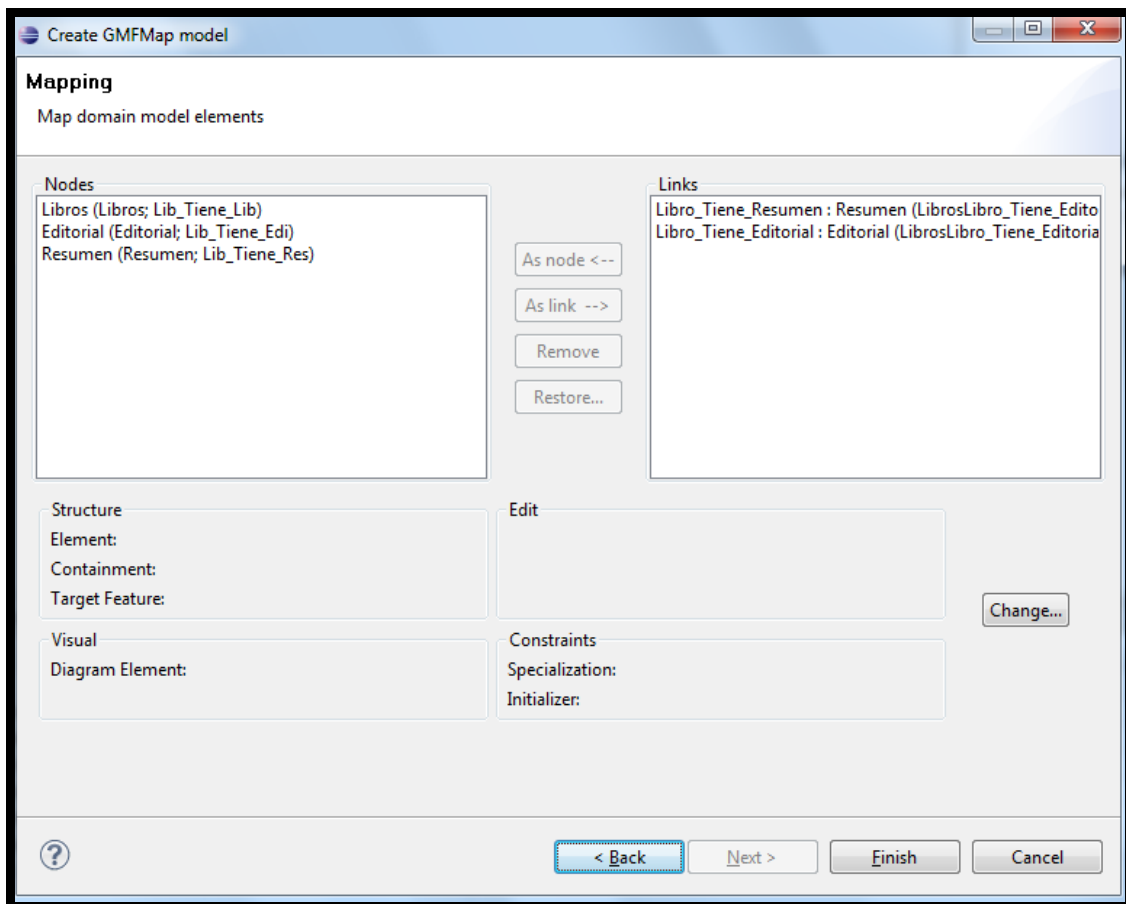 Create GMFMap model
Mapping
Map domain model elements
Nodes
Libros (Libros; Lib_Tiene_Lib)
Editorial (Editorial; Lib_Tiene_Edi)
Resumen (Resumen; Lib_Tiene_Res)
As node <--
As link -->
Remove
Restore...
Links
Libro_Tiene_Resumen : Resumen (LibrosLibro_Tiene_Edito
Libro_Tiene_Editorial : Editorial (LibrosLibro_Tiene_Editoria
Structure
Element:
Containment:
Target Feature:
Edit
Change...
Visual
Diagram Element:
Constraints
Specialization:
Initializer:
?
< Back
Next >
Finish
Cancel